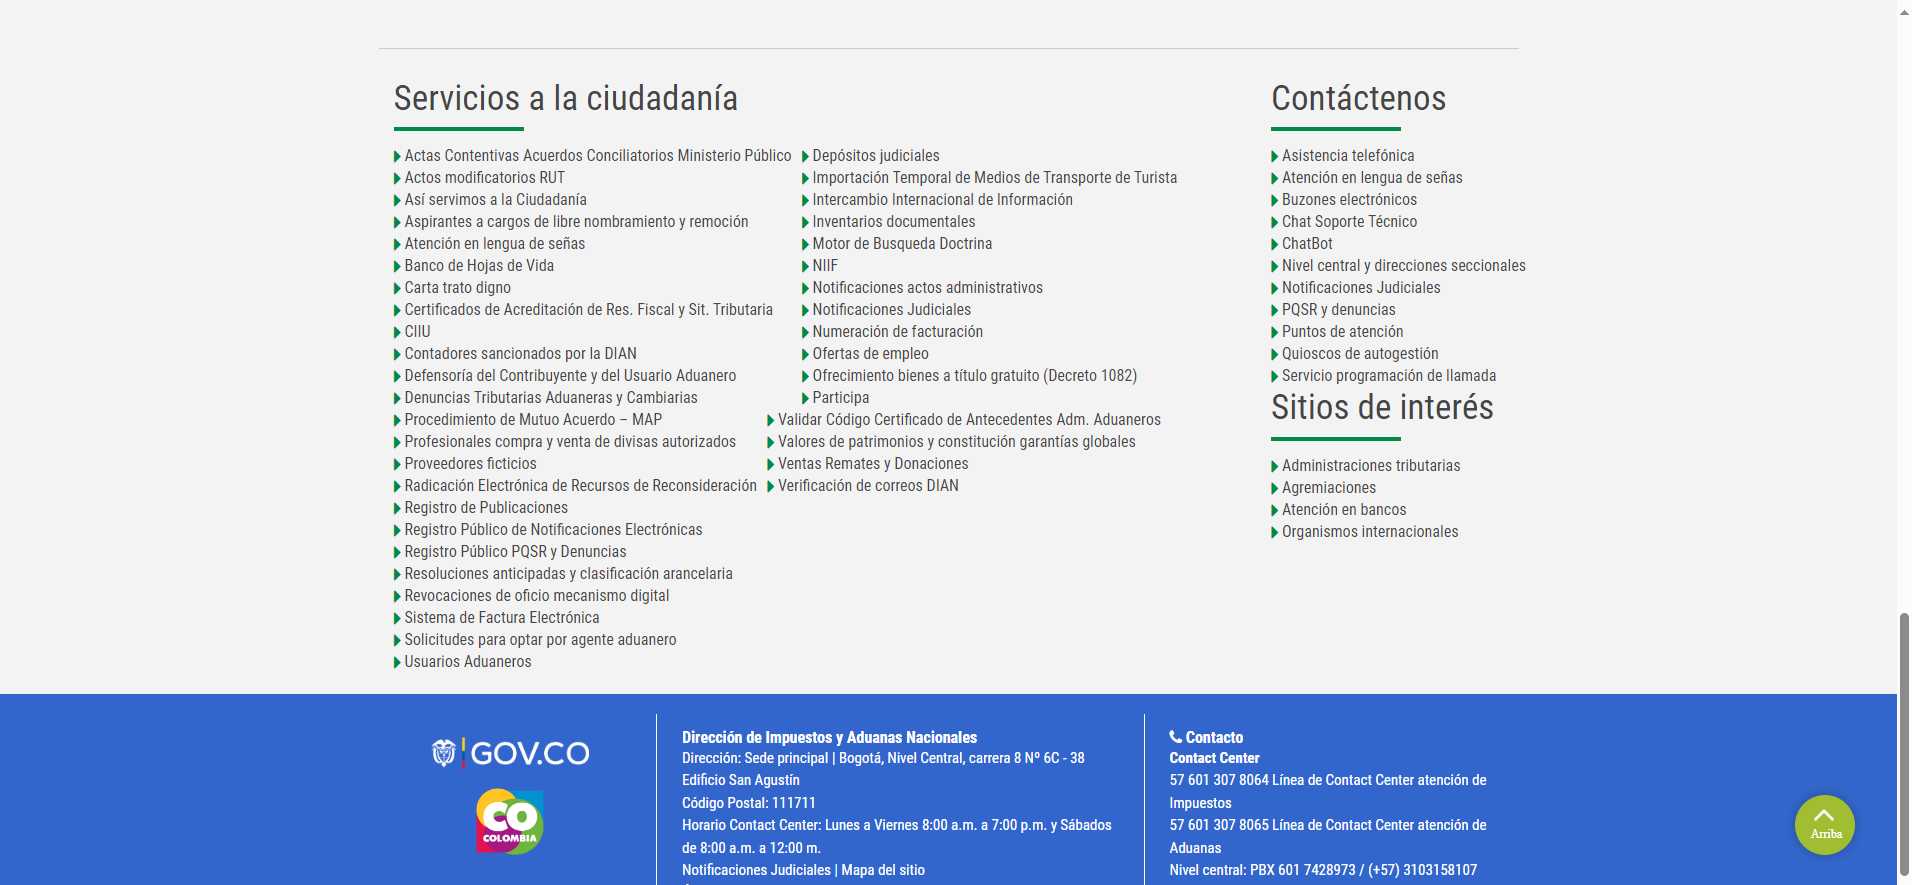 Servicios a la ciudadanía
Actas Contentivas Acuerdos Conciliatorios Ministerio Público
Actos modificatorios RUT
Así servimos a la Ciudadanía
Aspirantes a cargos de libre nombramiento y remoción
Atención en lengua de señas
Banco de Hojas de Vida
Carta trato digno
Certificados de Acreditación de Res. Fiscal y Sit. Tributaria
CIIU
Contadores sancionados por la DIAN
Defensoría del Contribuyente y del Usuario Aduanero
Denuncias Tributarias Aduaneras y Cambiarias
Depósitos judiciales
Importación Temporal de Medios de Transporte de Turista
Intercambio Internacional de Información
Inventarios documentales
Motor de Busqueda Doctrina
NIIF
Notificaciones actos administrativos
Notificaciones Judiciales
Numeración de facturación
Ofertas de empleo
Ofrecimiento bienes a título gratuito (Decreto 1082)
Participa
Procedimiento de Mutuo Acuerdo – MAP
Profesionales compra y venta de divisas autorizados
Proveedores ficticios
Radicación Electrónica de Recursos de Reconsideración
Registro de Publicaciones
Registro Público de Notificaciones Electrónicas
Registro Público PQSR y Denuncias
Resoluciones anticipadas y clasificación arancelaria
Revocaciones de oficio mecanismo digital
Sistema de Factura Electrónica
Solicitudes para optar por agente aduanero
Usuarios Aduaneros
Validar Código Certificado de Antecedentes Adm. Aduaneros
Valores de patrimonios y constitución garantías globales
Ventas Remates y Donaciones
Verificación de correos DIAN
Contáctenos
Asistencia telefónica
Atención en lengua de señas
Buzones electrónicos
Chat Soporte Técnico
ChatBot
Nivel central y direcciones seccionales
Notificaciones Judiciales
PQSR y denuncias
Puntos de atención
Quioscos de autogestión
Servicio programación de llamada
Sitios de interés
Administraciones tributarias
Agremiaciones
Atención en bancos
Organismos internacionales
GOV.CO
CO
COLOMBIA
Dirección de Impuestos y Aduanas Nacionales
Dirección: Sede principal | Bogotá, Nivel Central, carrera 8 Nº 6C - 38
Edificio San Agustín
Código Postal: 111711
Horario Contact Center: Lunes a Viernes 8:00 a.m. a 7:00 p.m. y Sábados
de 8:00 a.m. a 12:00 m.
Notificaciones Judiciales | Mapa del sitio
Contacto
Contact Center
57 601 307 8064 Línea de Contact Center atención de
Impuestos
57 601 307 8065 Línea de Contact Center atención de
Aduanas
Nivel central: PBX 601 7428973 / (+57) 3103158107
Arriba